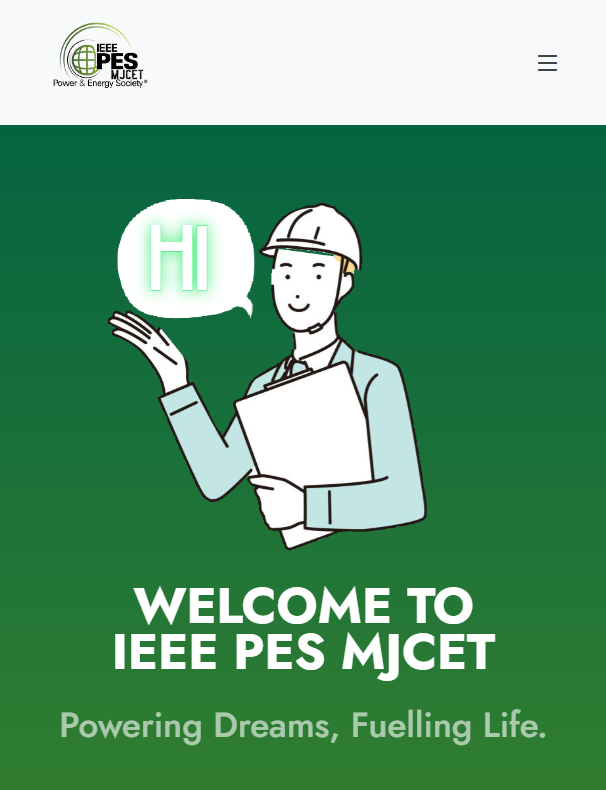 IEEE
PES
MJCET
Power & Energy Society®
HI
WELCOME TO
IEEE PES MJCET
Powering Dreams, Fuelling Life.